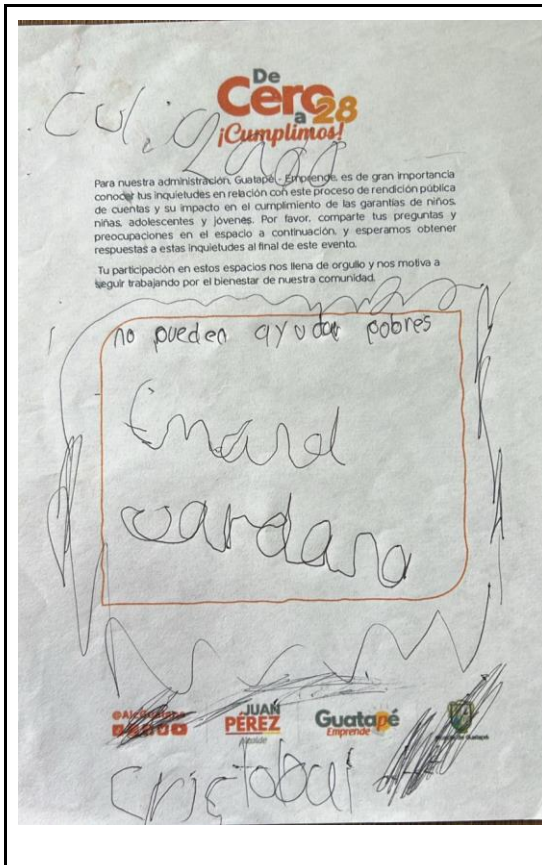 De
Cero
a 28
¡Cumplimos!
Para nuestra administración, Guatapé - Emprende, es de gran importancia
conocer tus inquietudes en relación con este proceso de rendición pública
de cuentas y su impacto en el cumplimiento de las garantías de niños,
niñas, adolescentes y jóvenes. Por favor, comparte tus preguntas y
preocupaciones en el espacio a continuación, y esperamos obtener
respuestas a estas inquietudes al final de este evento.
Tu participación en estos espacios nos llena de orgullo y nos motiva a
seguir trabajando por el bienestar de nuestra comunidad.
no pueden ayudar pobres
JUAN
PÉREZ
Alcalde
Guatapé
Emprende
Cristobal